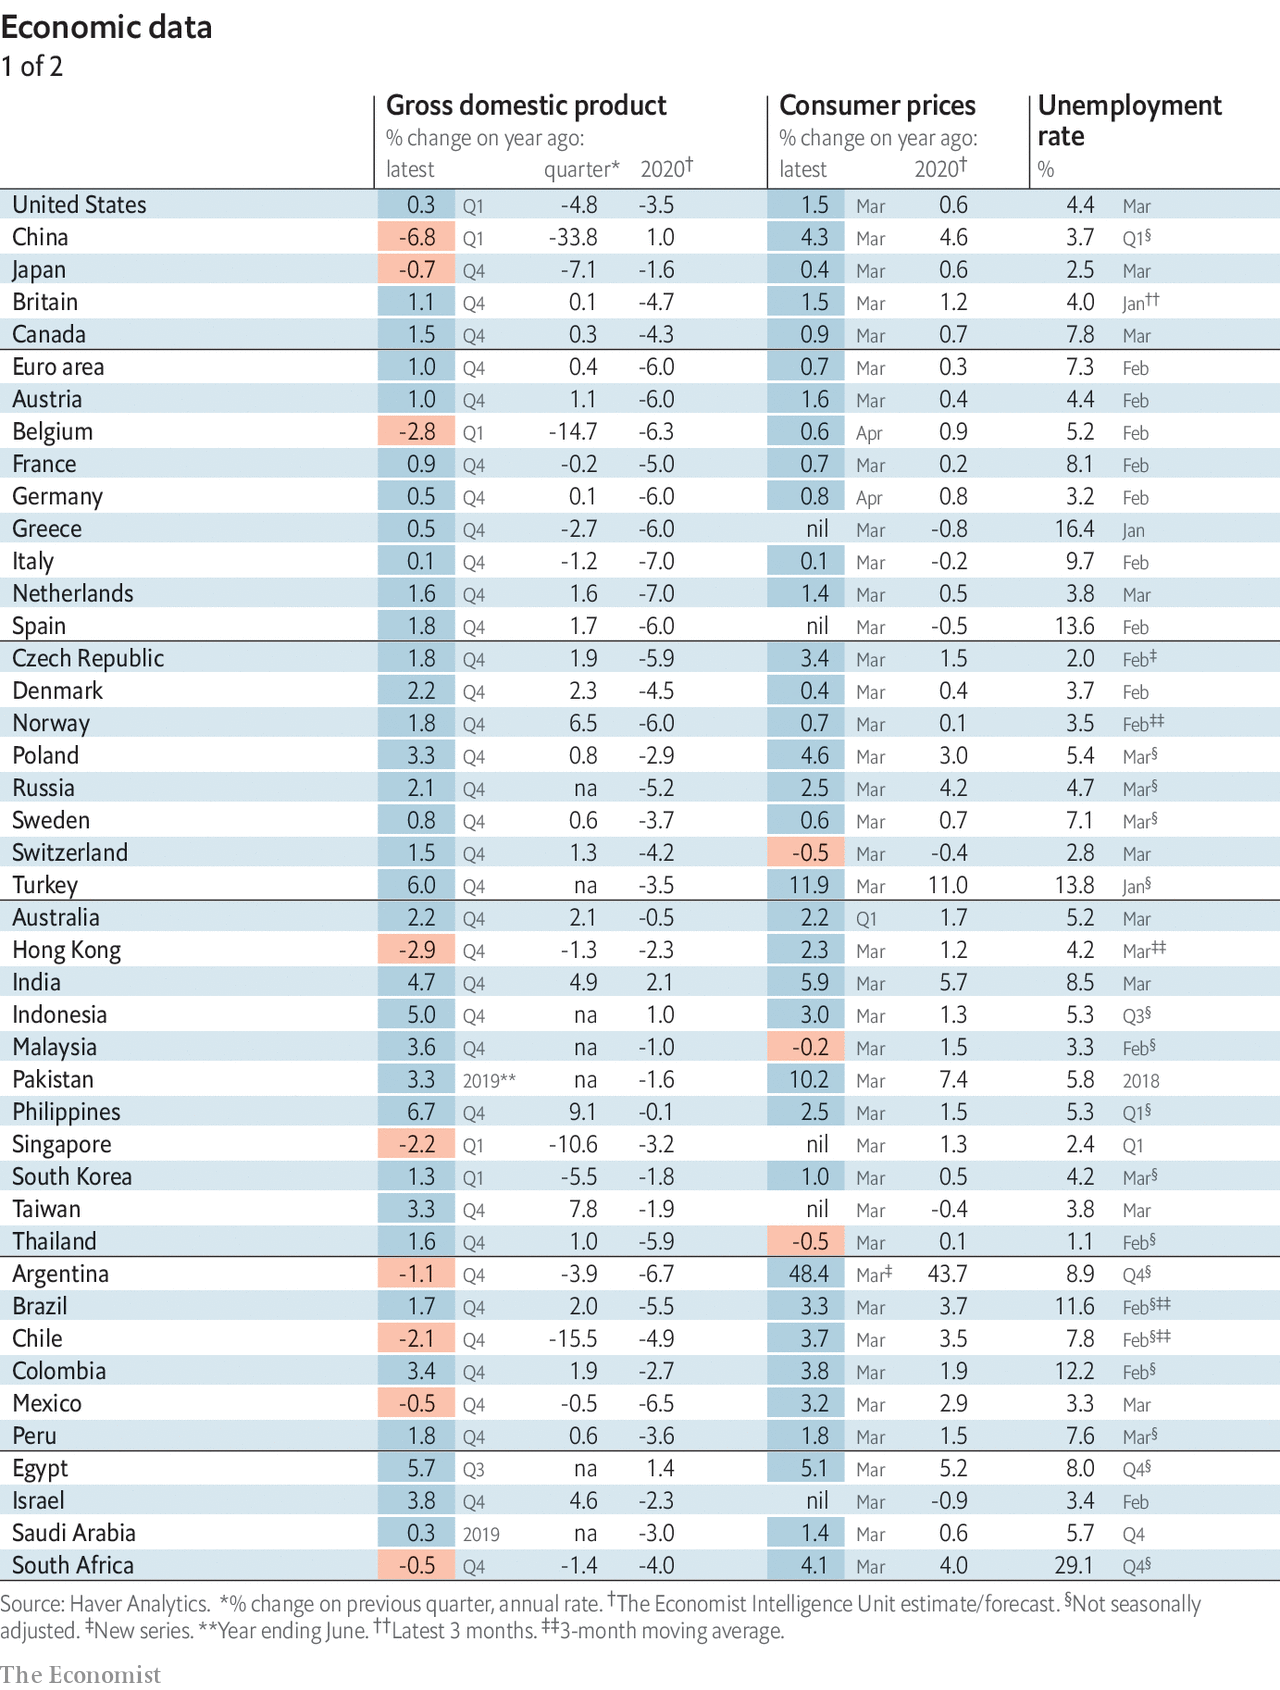 Economic data
1 of 2
Gross domestic product Consumer prices Unemployment
% change on year ago: % change on year ago: rate
latest quarter* 2020† latest 2020† %
United States 0.3 Q1 -4.8 -3.5 1.5 Mar 0.6 4.4 Mar
China -6.8 Q1 -33.8 1.0 4.3 Mar 4.6 3.7 Q1§
Japan -0.7 Q4 -7.1 -1.6 0.4 Mar 0.6 2.5 Mar
Britain 1.1 Q4 0.1 -4.7 1.5 Mar 1.2 4.0 Jan††
Canada 1.5 Q4 0.3 -4.3 0.9 Mar 0.7 7.8 Mar
Euro area 1.0 Q4 0.4 -6.0 0.7 Mar 0.3 7.3 Feb
Austria 1.0 Q4 1.1 -6.0 1.6 Mar 0.4 4.4 Feb
Belgium -2.8 Q1 -14.7 -6.3 0.6 Apr 0.9 5.2 Feb
France 0.9 Q4 -0.2 -5.0 0.7 Mar 0.2 8.1 Feb
Germany 0.5 Q4 0.1 -6.0 0.8 Apr 0.8 3.2 Feb
Greece 0.5 Q4 -2.7 -6.0 nil Mar -0.8 16.4 Jan
Italy 0.1 Q4 -1.2 -7.0 0.1 Mar -0.2 9.7 Feb
Netherlands 1.6 Q4 1.6 -7.0 1.4 Mar 0.5 3.8 Mar
Spain 1.8 Q4 1.7 -6.0 nil Mar -0.5 13.6 Feb
Czech Republic 1.8 Q4 1.9 -5.9 3.4 Mar 1.5 2.0 Feb‡
Denmark 2.2 Q4 2.3 -4.5 0.4 Mar 0.4 3.7 Feb
Norway 1.8 Q4 6.5 -6.0 0.7 Mar 0.1 3.5 Feb‡‡
Poland 3.3 Q4 0.8 -2.9 4.6 Mar 3.0 5.4 Mar§
Russia 2.1 Q4 na -5.2 2.5 Mar 4.2 4.7 Mar§
Sweden 0.8 Q4 0.6 -3.7 0.6 Mar 0.7 7.1 Mar§
Switzerland 1.5 Q4 1.3 -4.2 -0.5 Mar -0.4 2.8 Mar
Turkey 6.0 Q4 na -3.5 11.9 Mar 11.0 13.8 Jan§
Australia 2.2 Q4 2.1 -0.5 2.2 Q1 1.7 5.2 Mar
Hong Kong -2.9 Q4 -1.3 -2.3 2.3 Mar 1.2 4.2 Mar‡‡
India 4.7 Q4 4.9 2.1 5.9 Mar 5.7 8.5 Mar
Indonesia 5.0 Q4 na 1.0 3.0 Mar 1.3 5.3 Q3§
Malaysia 3.6 Q4 na -1.0 -0.2 Mar 1.5 3.3 Feb§
Pakistan 3.3 2019** na -1.6 10.2 Mar 7.4 5.8 2018
Philippines 6.7 Q4 9.1 -0.1 2.5 Mar 1.5 5.3 Q1§
Singapore -2.2 Q1 -10.6 -3.2 nil Mar 1.3 2.4 Q1
South Korea 1.3 Q1 -5.5 -1.8 1.0 Mar 0.5 4.2 Mar§
Taiwan 3.3 Q4 7.8 -1.9 nil Mar -0.4 3.8 Mar
Thailand 1.6 Q4 1.0 -5.9 -0.5 Mar 0.1 1.1 Feb§
Argentina -1.1 Q4 -3.9 -6.7 48.4 Mar‡ 43.7 8.9 Q4§
Brazil 1.7 Q4 2.0 -5.5 3.3 Mar 3.7 11.6 Feb§‡‡
Chile -2.1 Q4 -15.5 -4.9 3.7 Mar 3.5 7.8 Feb§‡‡
Colombia 3.4 Q4 1.9 -2.7 3.8 Mar 1.9 12.2 Feb§
Mexico -0.5 Q4 -0.5 -6.5 3.2 Mar 2.9 3.3 Mar
Peru 1.8 Q4 0.6 -3.6 1.8 Mar 1.5 7.6 Mar§
Egypt 5.7 Q3 na 1.4 5.1 Mar 5.2 8.0 Q4§
Israel 3.8 Q4 4.6 -2.3 nil Mar -0.9 3.4 Feb
Saudi Arabia 0.3 2019 na -3.0 1.4 Mar 0.6 5.7 Q4
South Africa -0.5 Q4 -1.4 -4.0 4.1 Mar 4.0 29.1 Q4§
Source: Haver Analytics. *% change on previous quarter, annual rate. †The Economist Intelligence Unit estimate/forecast. §Not seasonally
adjusted. ‡New series. **Year ending June. ††Latest 3 months. ‡‡3-month moving average.
The Economist